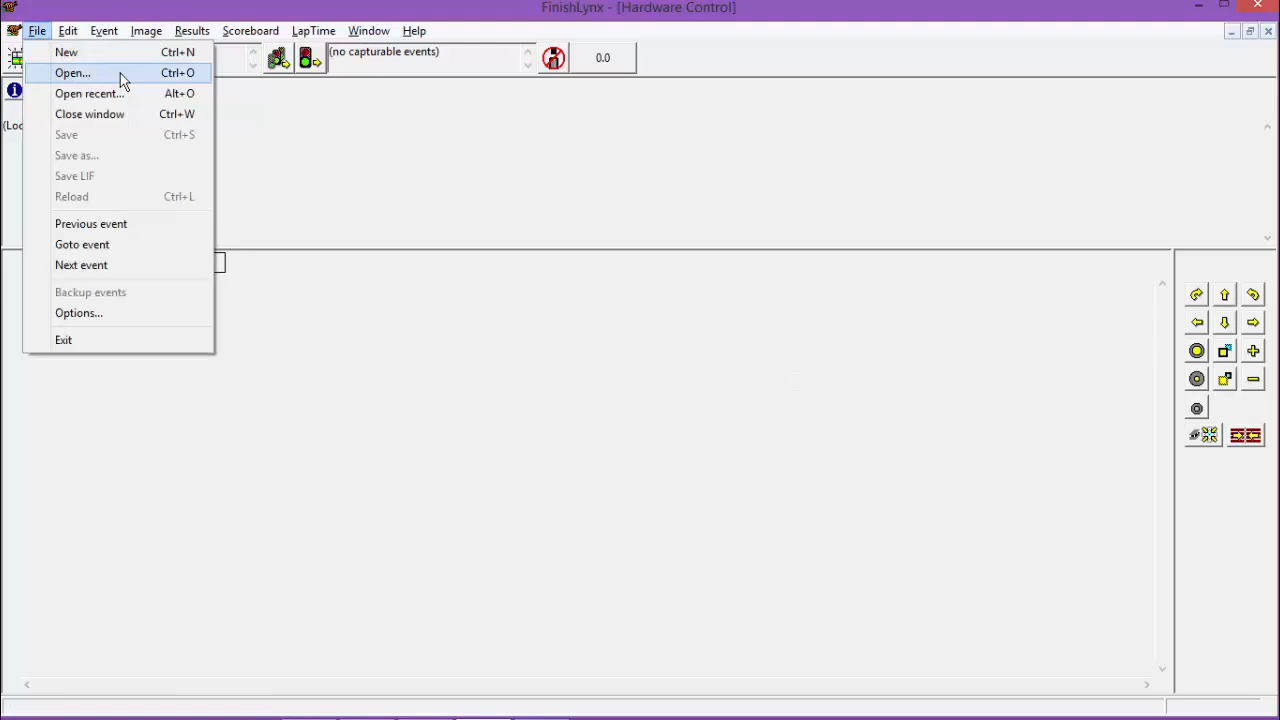 FinishLynx - [Hardware Control]
File Edit Event Image Results Scoreboard LapTime Window Help
(no capturable events)
0.0
New Ctrl+N
Open... Ctrl+O
Open recent... Alt+O
Close window Ctrl+W
Save Ctrl+S
Save as...
Save LIF
Reload Ctrl+L
Previous event
Goto event
Next event
Backup events
Options...
Exit